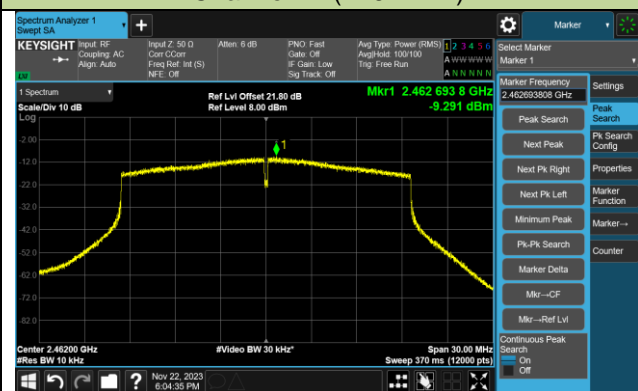 Spectrum Analyzer 1
Swept SA
+
Marker
KEYSIGHT
Input: RF
Coupling: AC
Align: Auto
Input Z: 50 Ω
Corr CCorr
Freq Ref: Int (S)
NFE: Off
Atten: 6 dB
PNO: Fast
Gate: Off
IF Gain: Low
Sig Track: Off
Avg Type: Power (RMS)
Avg|Hold: 100/100
Trig: Free Run
1 2 3 4 5 6
A W W W W W
A N N N N N
LVI
Select Marker
Marker 1
1 Spectrum
Scale/Div 10 dB
Log
Ref Lvl Offset 21.80 dB
Ref Level 8.00 dBm
Mkr1 2.462 693 8 GHz
-9.291 dBm
1
-2.00
-12.0
-22.0
-32.0
-42.0
-52.0
-62.0
-72.0
-82.0
Center 2.46200 GHz
#Res BW 10 kHz
#Video BW 30 kHz*
Span 30.00 MHz
Sweep 370 ms (12000 pts)
Marker Frequency
2.462693808 GHz
Peak Search
Next Peak
Next Pk Right
Next Pk Left
Minimum Peak
Pk-Pk Search
Marker Delta
Mkr→CF
Mkr→Ref Lvl
Continuous Peak
Search
On
Off
Settings
Peak
Search
Pk Search
Config
Properties
Marker
Function
Marker→
Counter
?
Nov 22, 2023
6:04:35 PM